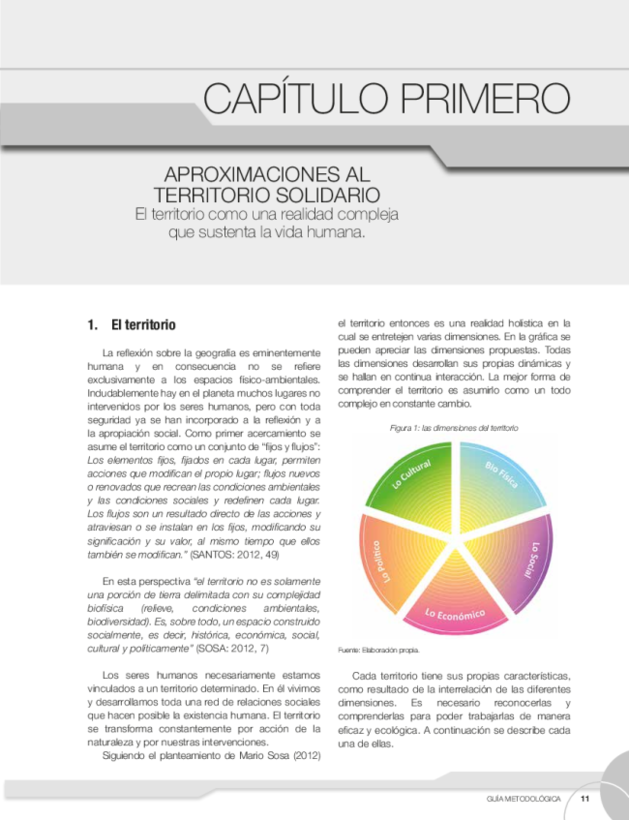 CAPÍTULO PRIMERO
APROXIMACIONES AL
TERRITORIO SOLIDARIO
El territorio como una realidad compleja
que sustenta la vida humana.
1. El territorio
La reflexión sobre la geografía es eminentemente
humana y en consecuencia no se refiere
exclusivamente a los espacios físico-ambientales.
Indudablemente hay en el planeta muchos lugares no
intervenidos por los seres humanos, pero con toda
seguridad ya se han incorporado a la reflexión y a
la apropiación social. Como primer acercamiento se
asume el territorio como un conjunto de “fijos y flujos”:
Los elementos fijos, fijados en cada lugar, permiten
acciones que modifican el propio lugar; flujos nuevos
o renovados que recrean las condiciones ambientales
y las condiciones sociales y redefinen cada lugar.
Los flujos son un resultado directo de las acciones y
atraviesan o se instalan en los fijos, modificando su
significación y su valor, al mismo tiempo que ellos
también se modifican.” (SANTOS: 2012, 49)
En esta perspectiva “el territorio no es solamente
una porción de tierra delimitada con su complejidad
biofísica (relieve, condiciones ambientales,
biodiversidad). Es, sobre todo, un espacio construido
socialmente, es decir, histórica, económica, social,
cultural y políticamente” (SOSA: 2012, 7)
Los seres humanos necesariamente estamos
vinculados a un territorio determinado. En él vivimos
y desarrollamos toda una red de relaciones sociales
que hacen posible la existencia humana. El territorio
se transforma constantemente por acción de la
naturaleza y por nuestras intervenciones.
Siguiendo el planteamiento de Mario Sosa (2012)
el territorio entonces es una realidad holística en la
cual se entretejen varias dimensiones. En la gráfica se
pueden apreciar las dimensiones propuestas. Todas
las dimensiones desarrollan sus propias dinámicas y
se hallan en continua interacción. La mejor forma de
comprender el territorio es asumirlo como un todo
complejo en constante cambio.
Figura 1: las dimensiones del territorio
Lo Cultural
Bio Física
Lo Político
Lo Social
Lo Económico
Fuente: Elaboración propia.
Cada territorio tiene sus propias características,
como resultado de la interrelación de las diferentes
dimensiones. Es necesario reconocerlas y
comprenderlas para poder trabajarlas de manera
eficaz y ecológica. A continuación se describe cada
una de ellas.
GUÍA METODOLÓGICA 11